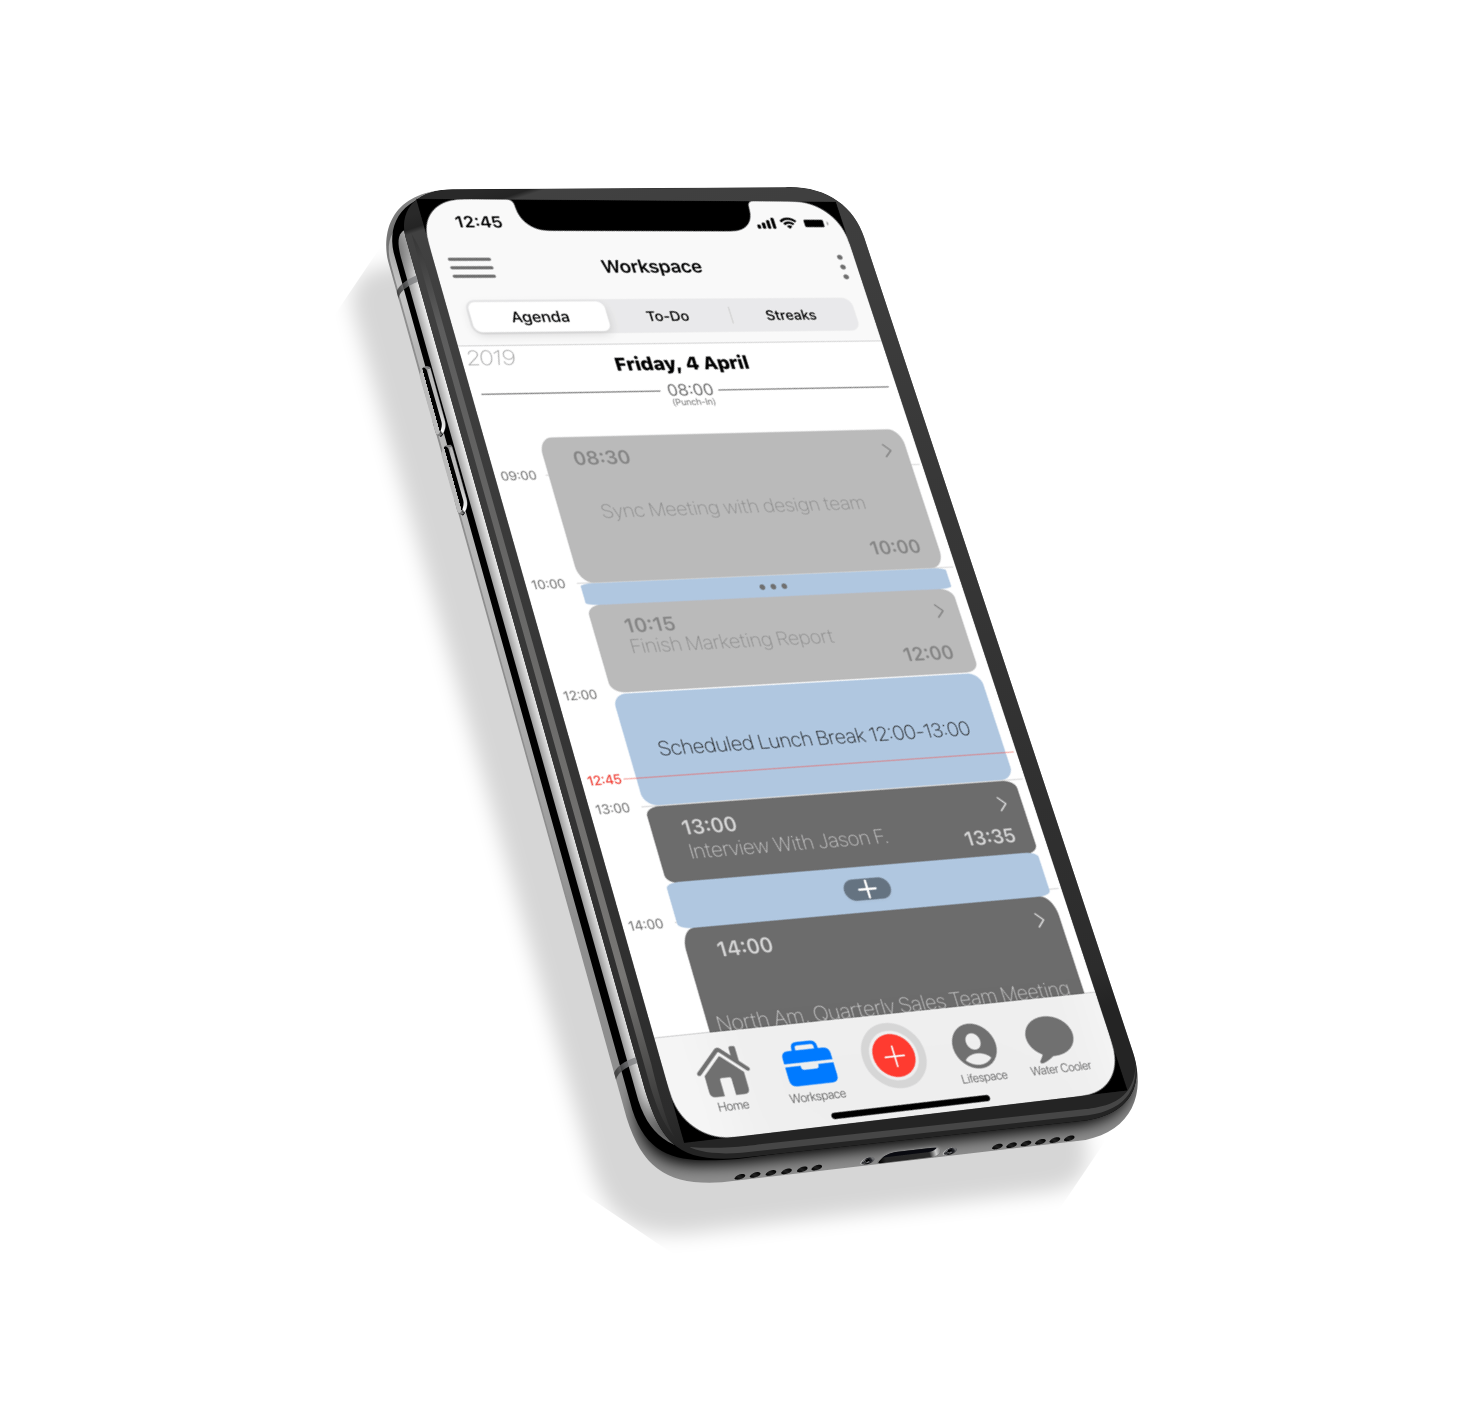 12:45
Workspace
Agenda To-Do Streaks
2019
Friday, 4 April
08:00
(Punch-In)
08:30
09:00
Sync Meeting with design team
10:00
10:00
10:15
Finish Marketing Report
12:00
12:00
Scheduled Lunch Break 12:00-13:00
12:45
13:00
13:00
Interview With Jason F.
13:35
14:00
14:00
North Am. Quarterly Sales Team Meeting
Home Workspace Lifespace Water Cooler